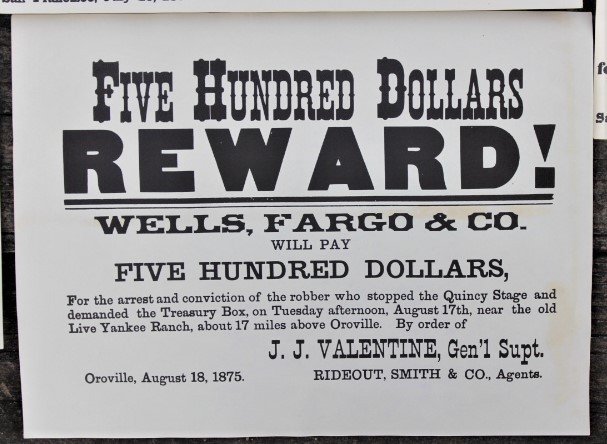 San Francisco, July
FIVE HUNDRED DOLLARS
REWARD!
WELLS, FARGO & CO.
WILL PAY
FIVE HUNDRED DOLLARS,
For the arrest and conviction of the robber who stopped the Quincy Stage and
demanded the Treasury Box, on Tuesday afternoon, August 17th, near the old
Live Yankee Ranch, about 17 miles above Oroville. By order of
J. J. VALENTINE, Gen'l Supt.
Oroville, August 18, 1875. RIDEOUT, SMITH & CO., Agents.